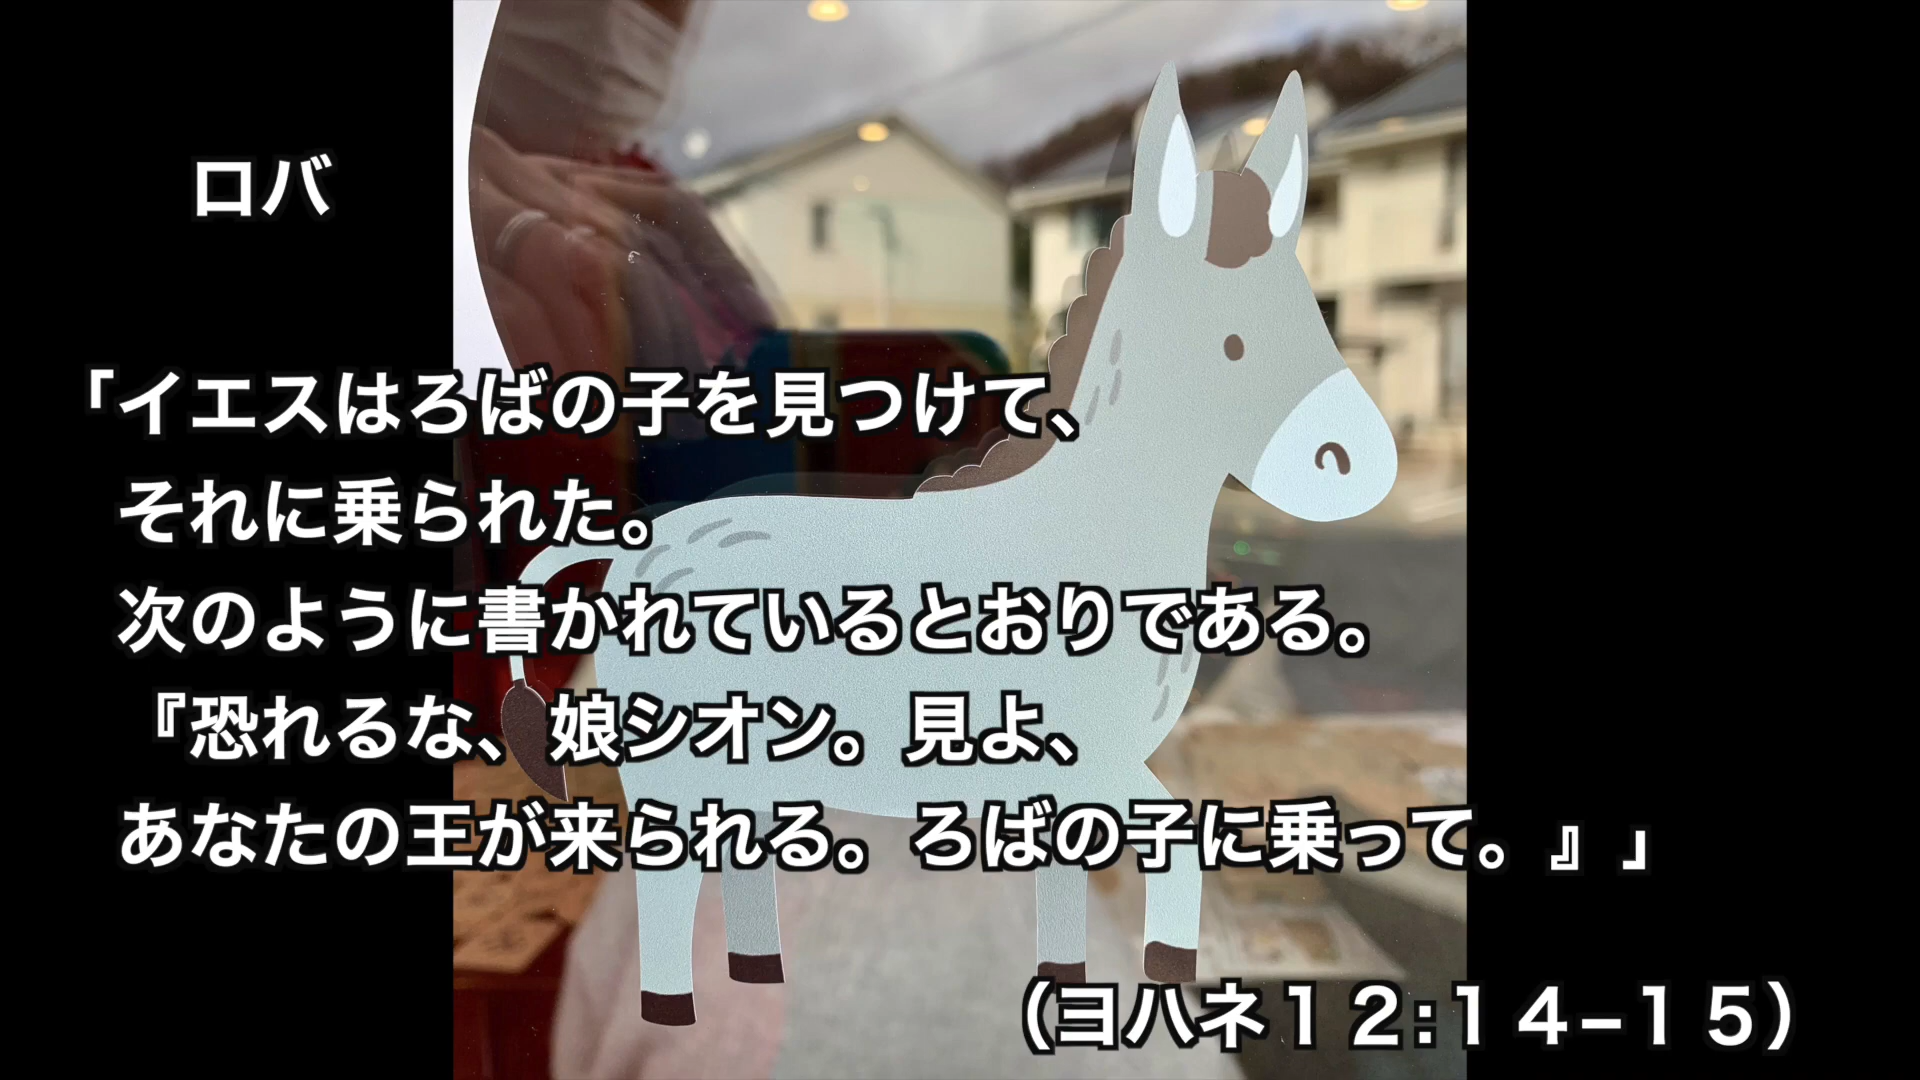 ロバ
「イエスはろばの子を見つけて、
それに乗られた。
次のように書かれているとおりである。
『恐れるな、娘シオン。見よ、
あなたの王が来られる。ろばの子に乗って。』」
（ヨハネ１２:１４−１５）